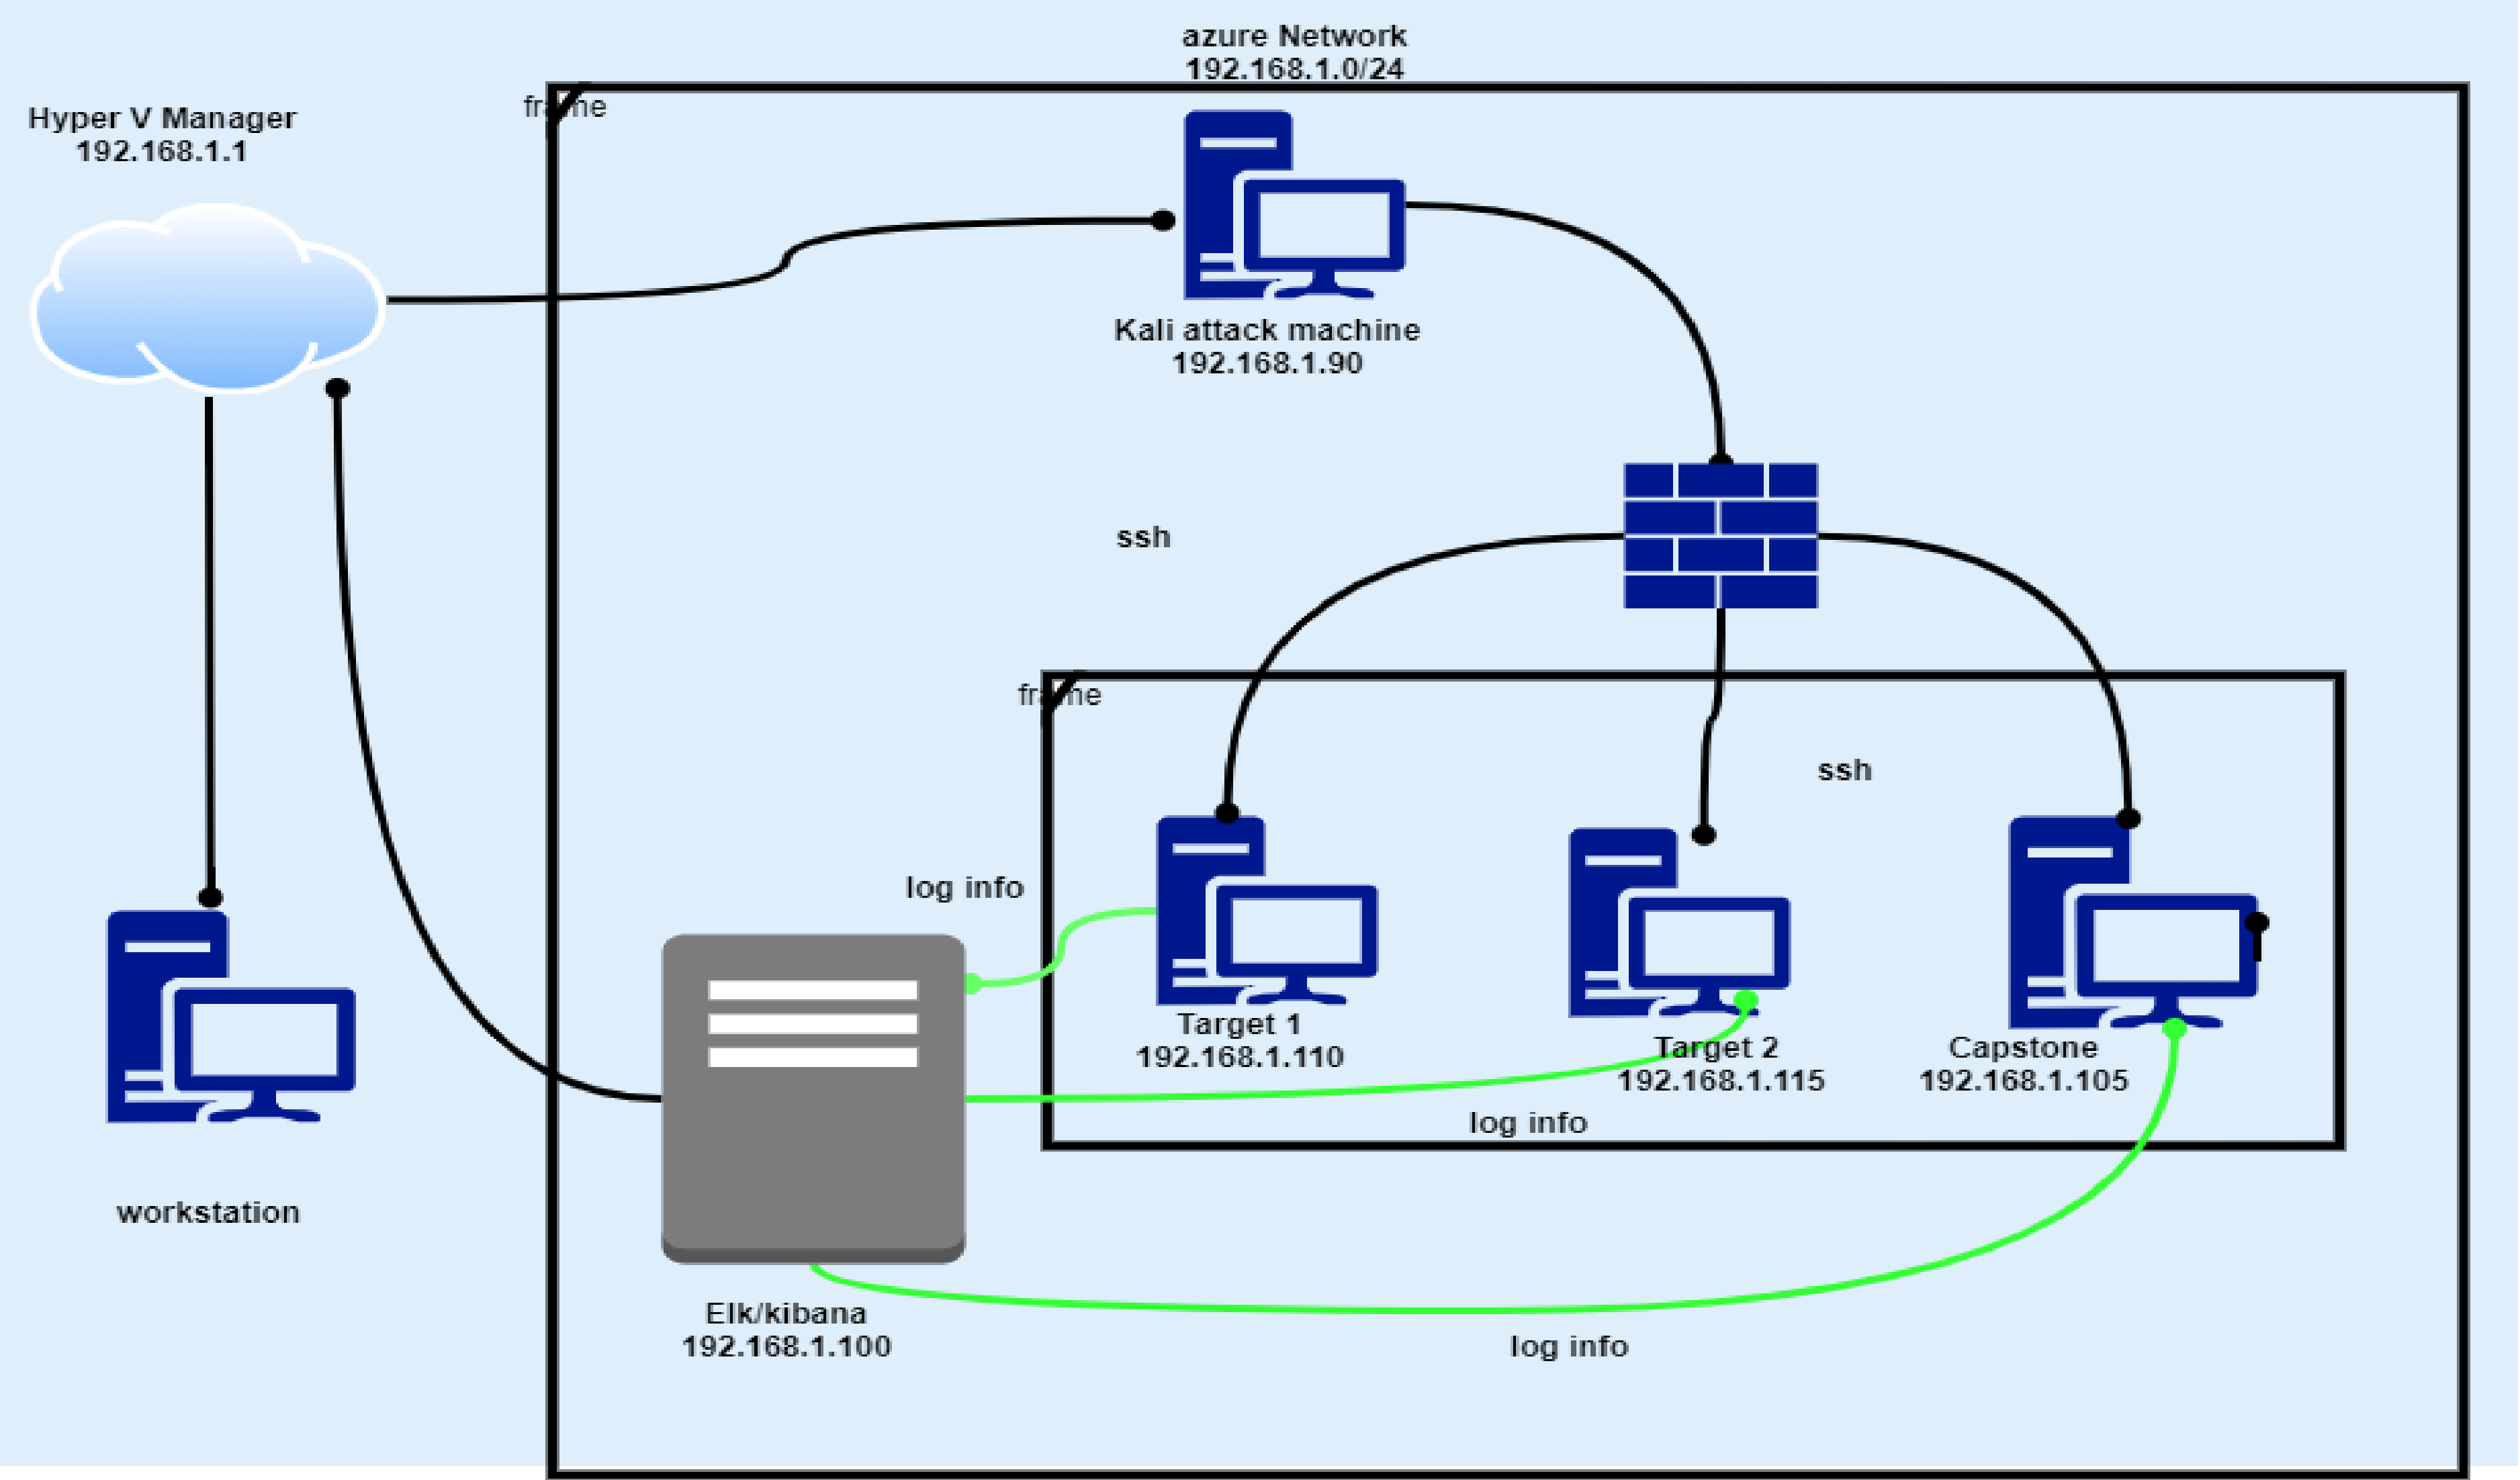 azure Network
192.168.1.0/24
frame
Hyper V Manager
192.168.1.1
Kali attack machine
192.168.1.90
ssh
frame
ssh
log info
Target 1
192.168.1.110
Target 2
192.168.1.115
Capstone
192.168.1.105
log info
workstation
Elk/kibana
192.168.1.100
log info